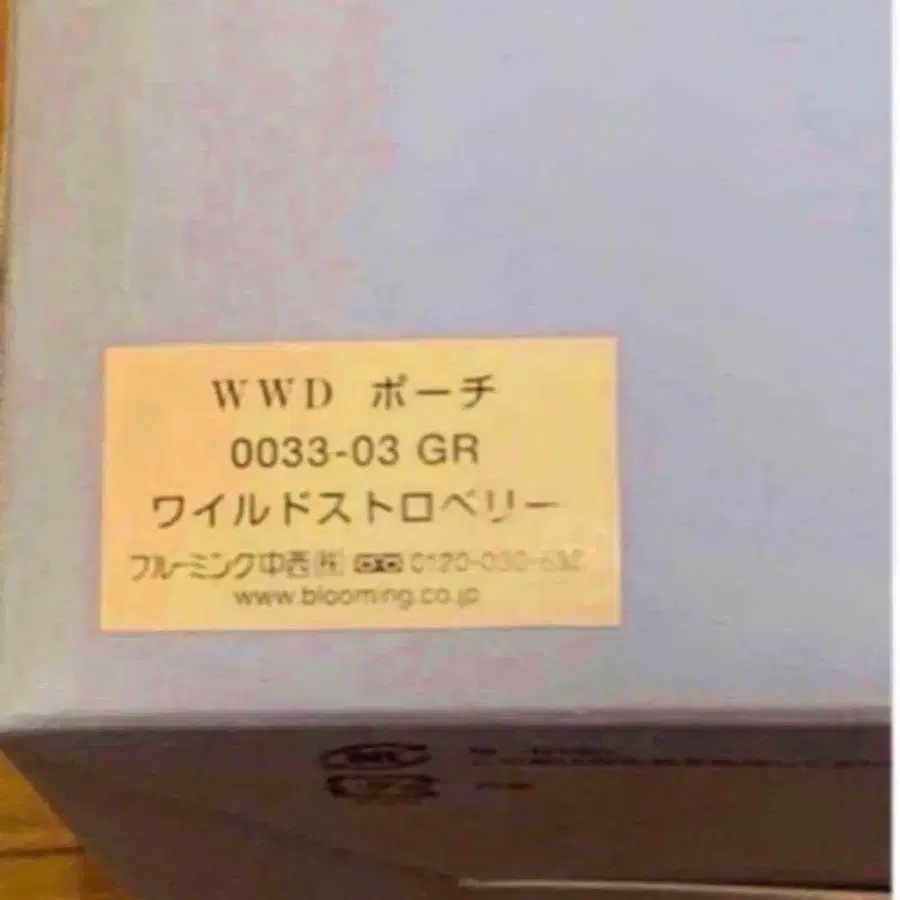 WWD ポーチ
0033-03 GR
ワイルドストロベリー
ブルーミング中西㈱
www.blooming.co.jp